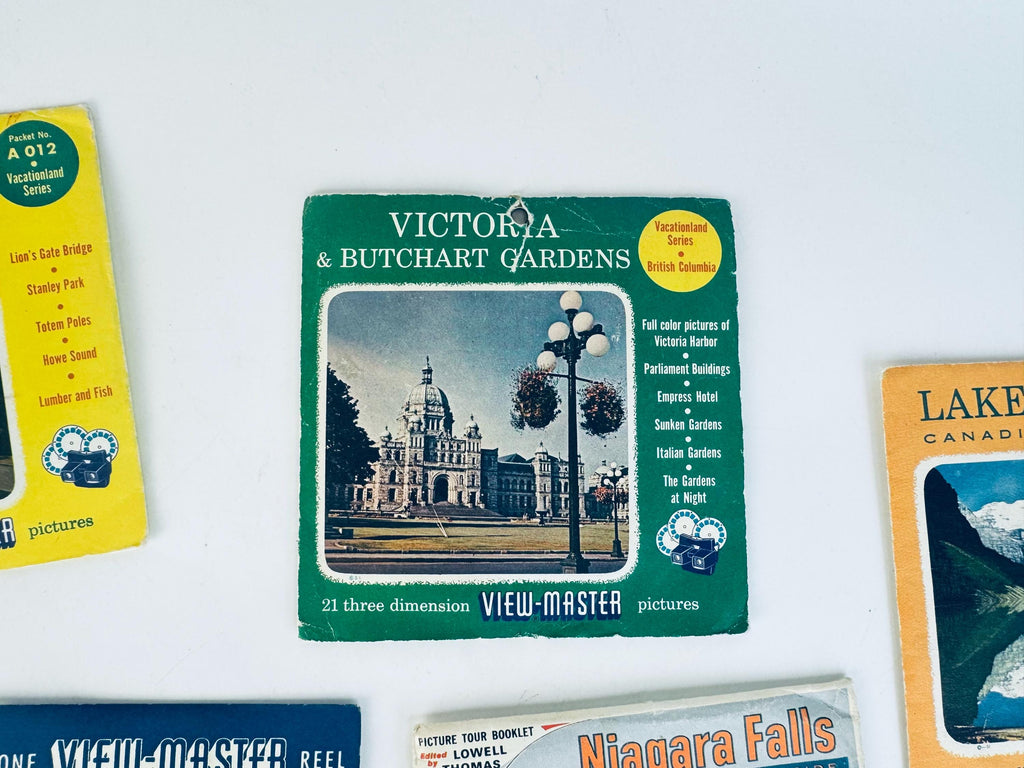 Packet No.
A 012
•
Vacationland
Series
Lion's Gate Bridge
•
Stanley Park
•
Totem Poles
•
Howe Sound
•
Lumber and Fish
pictures
VICTORIA
& BUTCHART GARDENS
Vacationland
Series
•
British Columbia
Full color pictures of
Victoria Harbor
•
Parliament Buildings
•
Empress Hotel
•
Sunken Gardens
•
Italian Gardens
•
The Gardens
at Night
21 three dimension VIEW-MASTER pictures
LAKE
CANADI
ONE VIEW-MASTER REEL
PICTURE TOUR BOOKLET
Edited
by LOWELL
THOMAS
Niagara Falls